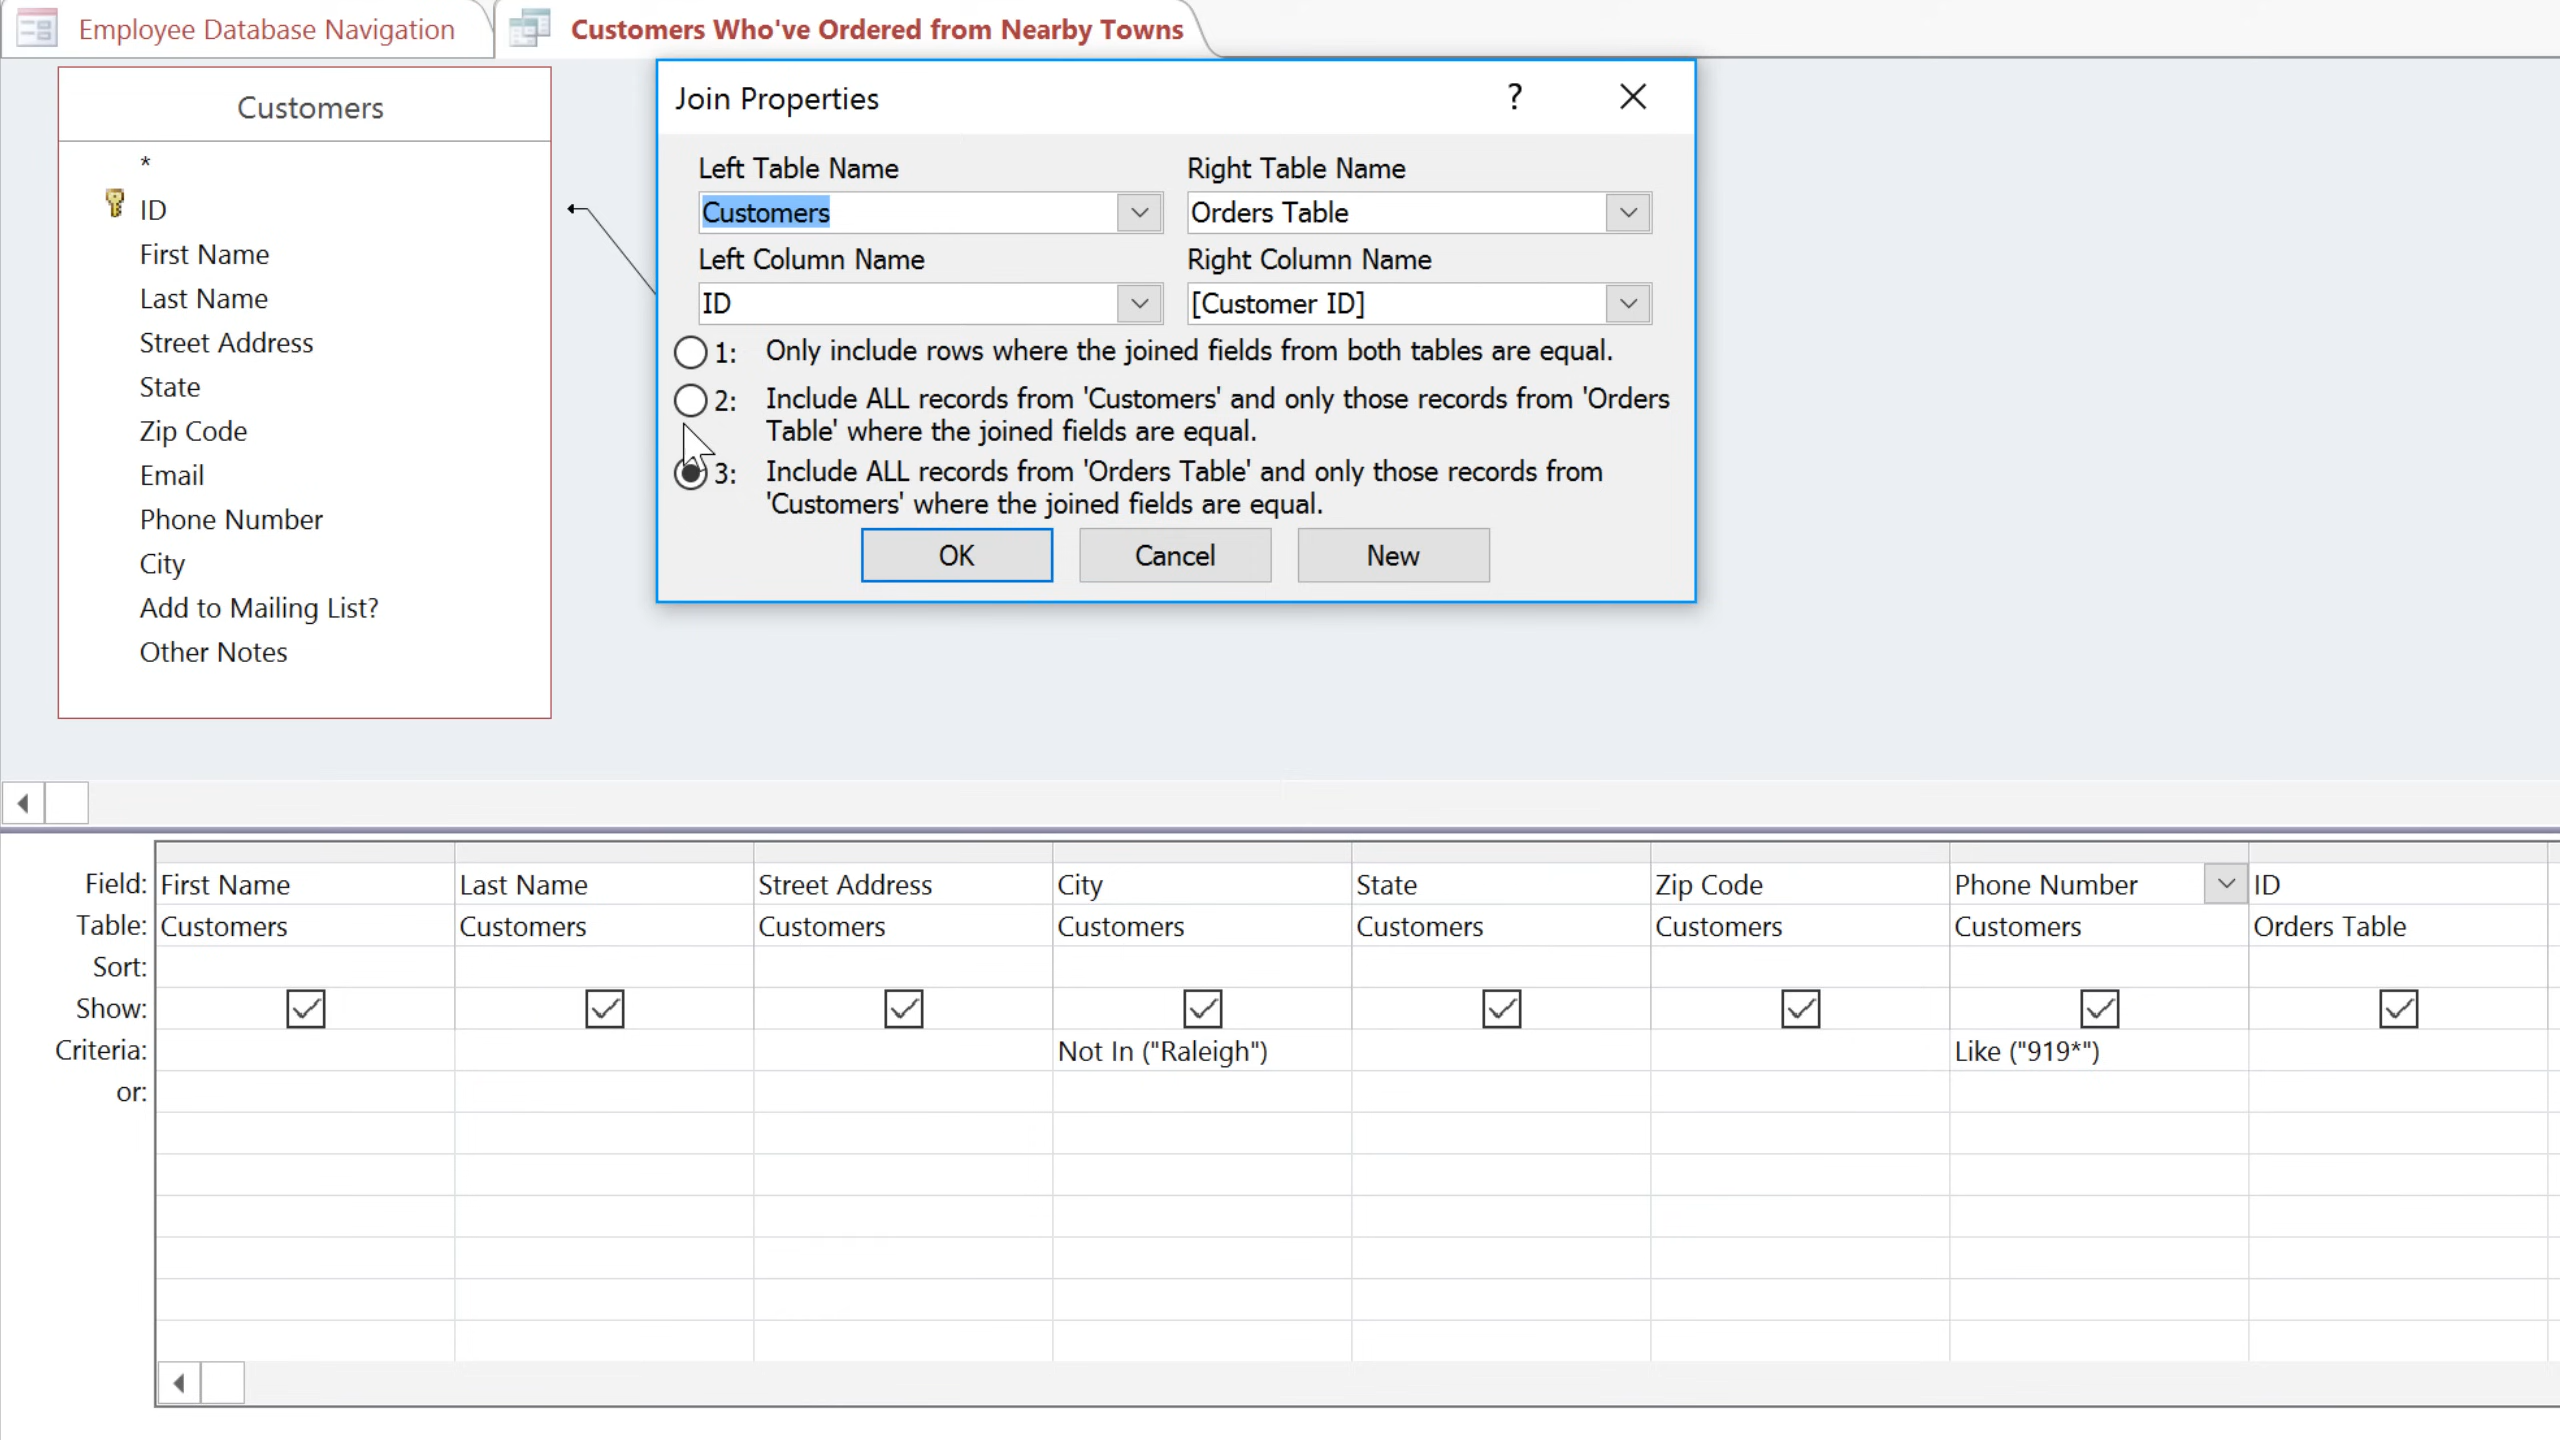 Employee Database Navigation
Customers Who've Ordered from Nearby Towns
Customers
*
ID
First Name
Last Name
Street Address
State
Zip Code
Email
Phone Number
City
Add to Mailing List?
Other Notes
Join Properties
?
Left Table Name Right Table Name
Customers Orders Table
Left Column Name Right Column Name
ID [Customer ID]
1: Only include rows where the joined fields from both tables are equal.
2: Include ALL records from 'Customers' and only those records from 'Orders
Table' where the joined fields are equal.
3: Include ALL records from 'Orders Table' and only those records from
'Customers' where the joined fields are equal.
OK Cancel New
Field: First Name Last Name Street Address City State Zip Code Phone Number ID
Table: Customers Customers Customers Customers Customers Customers Customers Orders Table
Sort:
Show:
Criteria: Not In ("Raleigh") Like ("919*")
or: